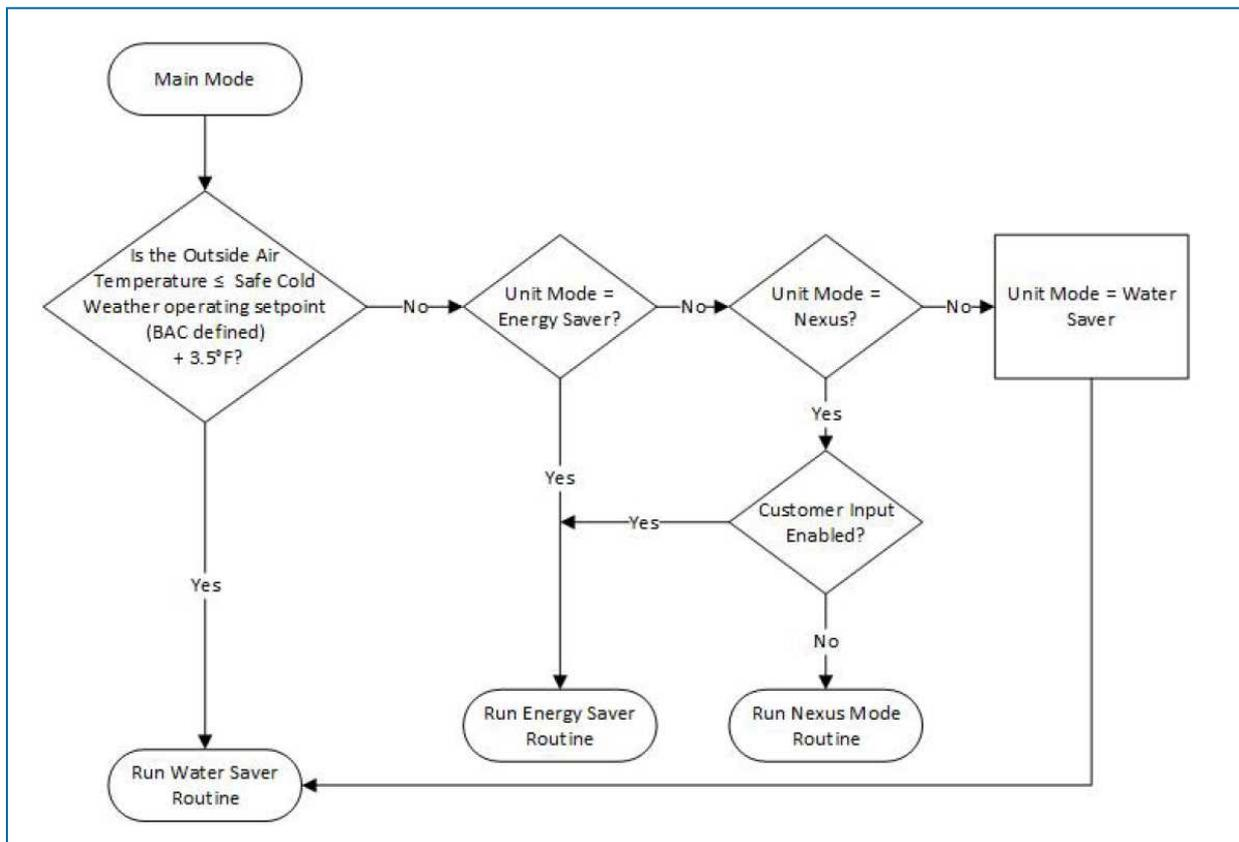 Main Mode
Is the Outside Air
Temperature ≤ Safe Cold
Weather operating setpoint
(BAC defined)
+ 3.5°F?
No
Unit Mode =
Energy Saver?
No
Unit Mode =
Nexus?
No
Unit Mode = Water
Saver
Yes
Yes
Customer Input
Enabled?
Yes
Yes
No
Run Energy Saver
Routine
Run Nexus Mode
Routine
Run Water Saver
Routine